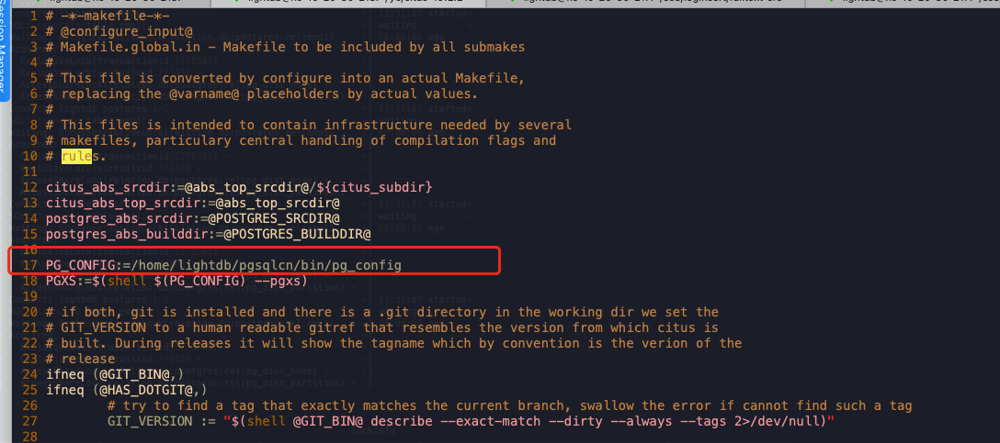 Session Manager
1 # -*-makefile-*-
2 # @configure_input@
3 # Makefile.global.in - Makefile to be included by all submakes
4 #
5 # This file is converted by configure into an actual Makefile,
6 # replacing the @varname@ placeholders by actual values.
7 #
8 # This files is intended to contain infrastructure needed by several
9 # makefiles, particulary central handling of compilation flags and
10 # rules.
11
12 citus_abs_srcdir:=@abs_top_srcdir@/${citus_subdir}
13 citus_abs_top_srcdir:=@abs_top_srcdir@
14 postgres_abs_srcdir:=@POSTGRES_SRCDIR@
15 postgres_abs_builddir:=@POSTGRES_BUILDDIR@
16
17 PG_CONFIG:=/home/lightdb/pgsqlcn/bin/pg_config
18 PGXS:=$(shell $(PG_CONFIG) --pgxs)
19
20 # if both, git is installed and there is a .git directory in the working dir we set the
21 # GIT_VERSION to a human readable gitref that resembles the version from which citus is
22 # built. During releases it will show the tagname which by convention is the verion of the
23 # release
24 ifneq (@GIT_BIN@,)
25 ifneq (@HAS_DOTGIT@,)
26 # try to find a tag that exactly matches the current branch, swallow the error if cannot find such a tag
27 GIT_VERSION := "$(shell @GIT_BIN@ describe --exact-match --dirty --always --tags 2>/dev/null)"
28